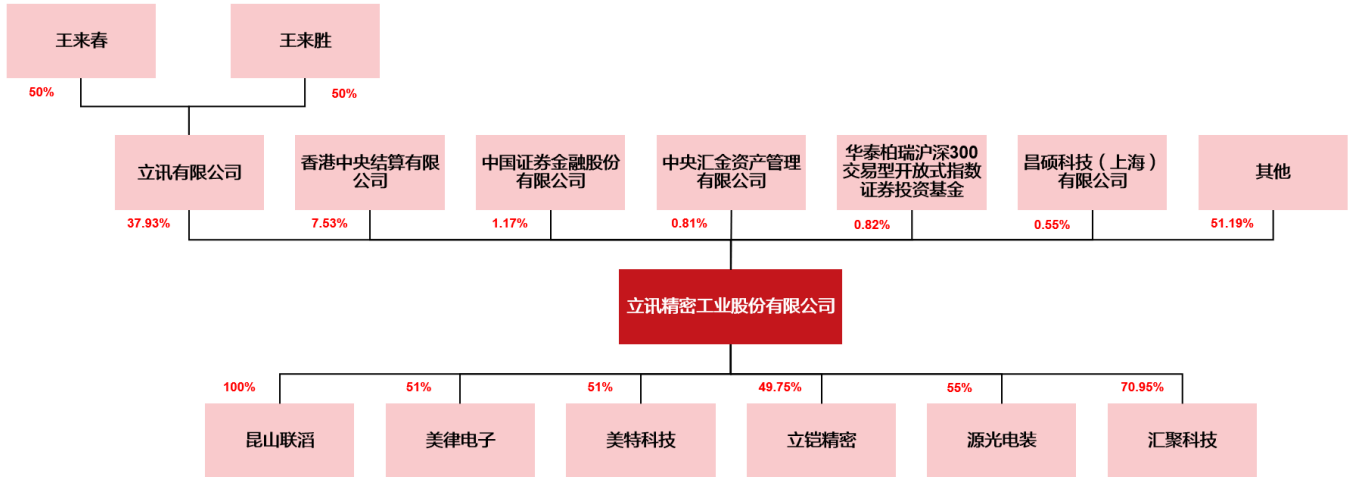 王来春
王来胜
50%
50%
立讯有限公司
香港中央结算有限
公司
中国证券金融股份
有限公司
中央汇金资产管理
有限公司
华泰柏瑞沪深300
交易型开放式指数
证券投资基金
昌硕科技（上海）
有限公司
其他
37.93%
7.53%
1.17%
0.81%
0.82%
0.55%
51.19%
立讯精密工业股份有限公司
100%
51%
51%
49.75%
55%
70.95%
昆山联滔
美律电子
美特科技
立铠精密
源光电装
汇聚科技